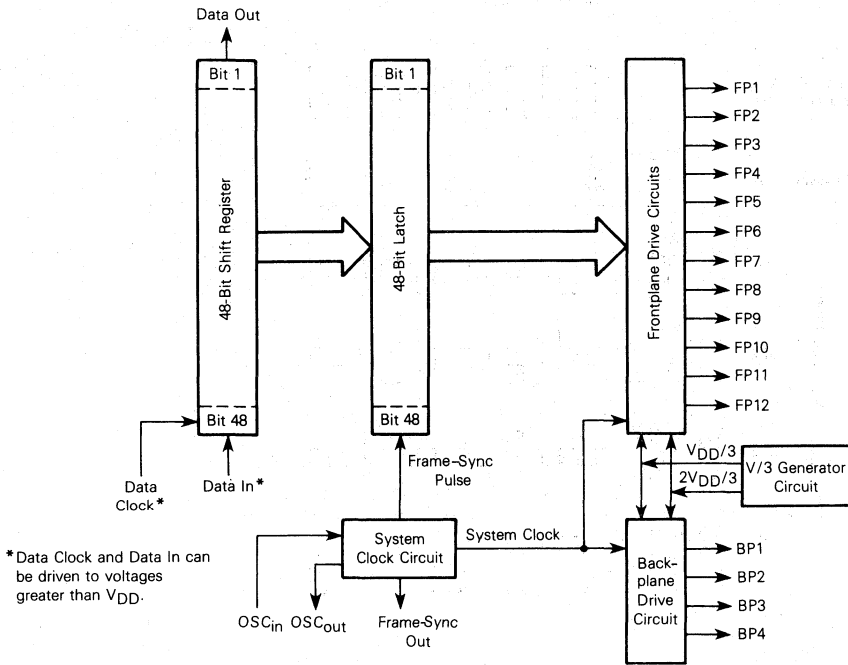 Data Out
Bit 1
48-Bit Shift Register
Bit 48
Data
Clock*
Data In*
Bit 1
48-Bit Latch
Bit 48
Frame-Sync
Pulse
Frontplane Drive Circuits
FP1
FP2
FP3
FP4
FP5
FP6
FP7
FP8
FP9
FP10
FP11
FP12
VDD/3
2VDD/3
V/3 Generator
Circuit
System
Clock Circuit
System Clock
OSCin
OSCout
Frame-Sync
Out
Back-
plane
Drive
Circuit
BP1
BP2
BP3
BP4
*Data Clock and Data In can
be driven to voltages
greater than VDD.